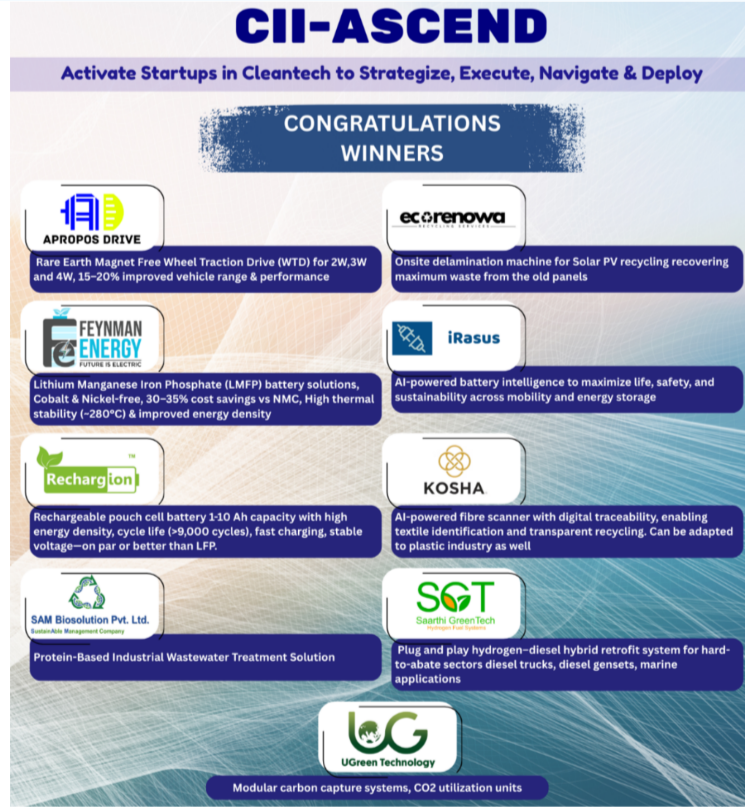 CII-ASCEND
Activate Startups in Cleantech to Strategize, Execute, Navigate & Deploy
CONGRATULATIONS
WINNERS
APROPOS DRIVE
Rare Earth Magnet Free Wheel Traction Drive (WTD) for 2W,3W
and 4W, 15–20% improved vehicle range & performance
ecorenowa
RECYCLING SERVICES
Onsite delamination machine for Solar PV recycling recovering
maximum waste from the old panels
FEYNMAN
ENERGY
FUTURE IS ELECTRIC
Lithium Manganese Iron Phosphate (LMFP) battery solutions,
Cobalt & Nickel-free, 30–35% cost savings vs NMC, High thermal
stability (~280°C) & improved energy density
iRasus
AI-powered battery intelligence to maximize life, safety, and
sustainability across mobility and energy storage
TM
Rechargion
Rechargeable pouch cell battery 1-10 Ah capacity with high
energy density, cycle life (>9,000 cycles), fast charging, stable
voltage—on par or better than LFP.
KOSHA
AI-powered fibre scanner with digital traceability, enabling
textile identification and transparent recycling. Can be adapted
to plastic industry as well
SAM Biosolution Pvt. Ltd.
SustainAble Management Company
Protein-Based Industrial Wastewater Treatment Solution
SGT
Saarthi GreenTech
Hydrogen Fuel Systems
Plug and play hydrogen–diesel hybrid retrofit system for hard-
to-abate sectors diesel trucks, diesel gensets, marine
applications
UG
UGreen Technology
Modular carbon capture systems, CO2 utilization units